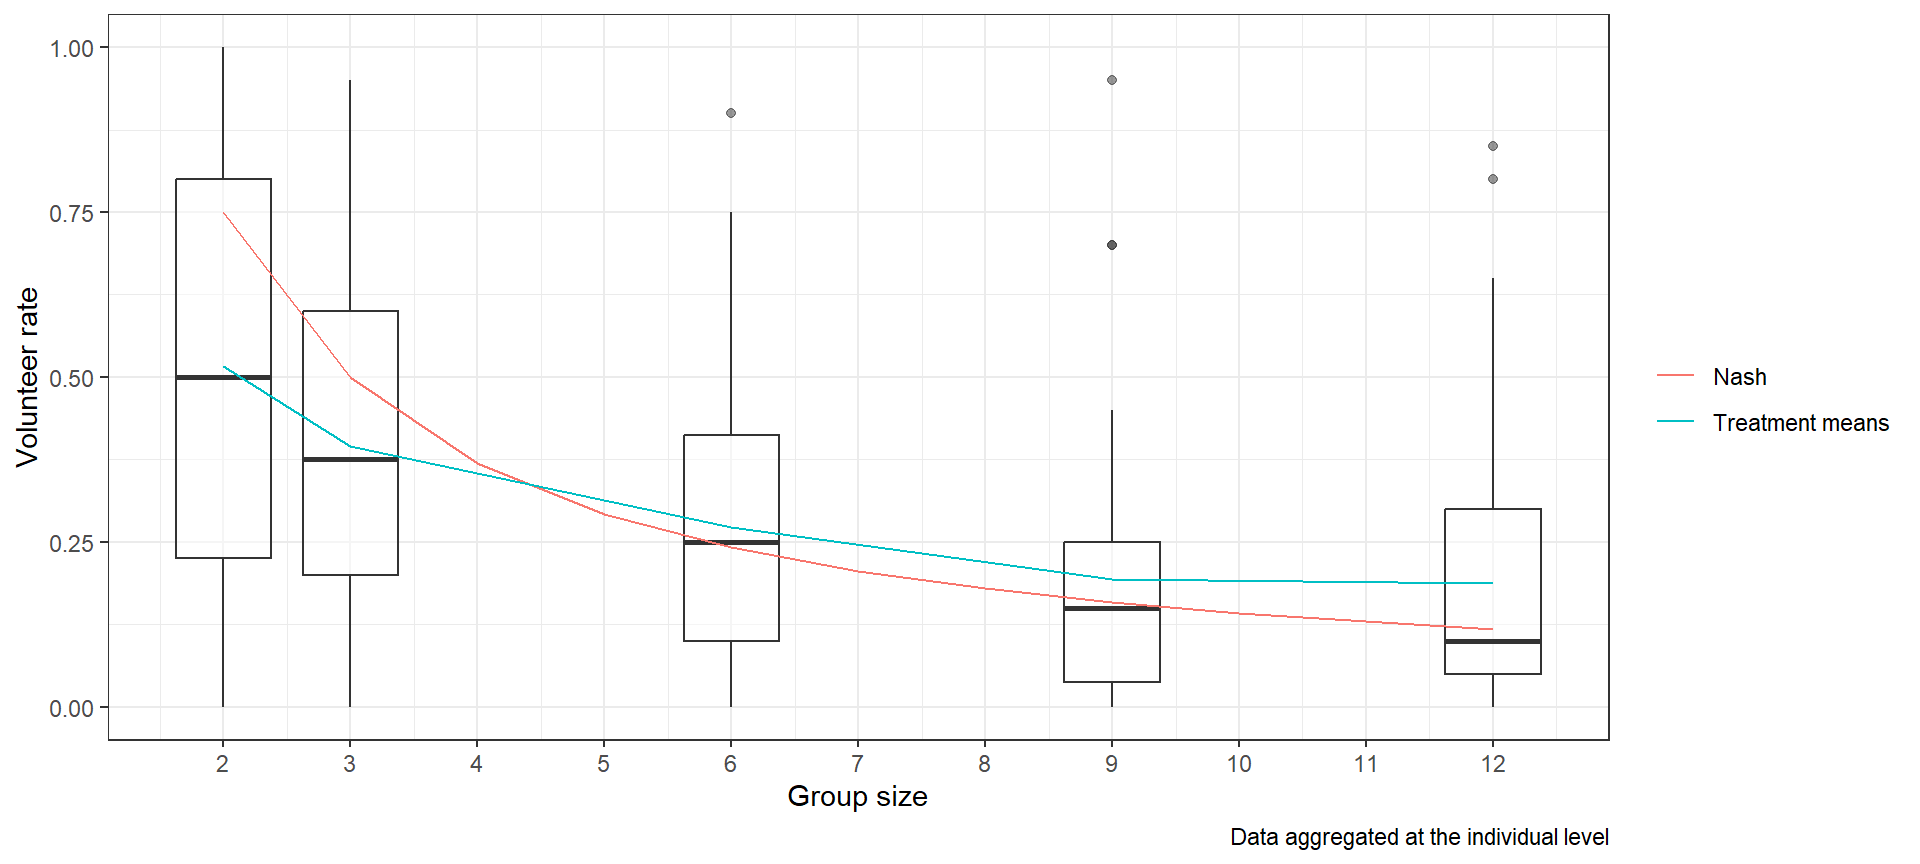 Volunteer rate
1.00
0.75
0.50
0.25
0.00
2 3 4 5 6 7 8 9 10 11 12
Group size
Nash
Treatment means
Data aggregated at the individual level